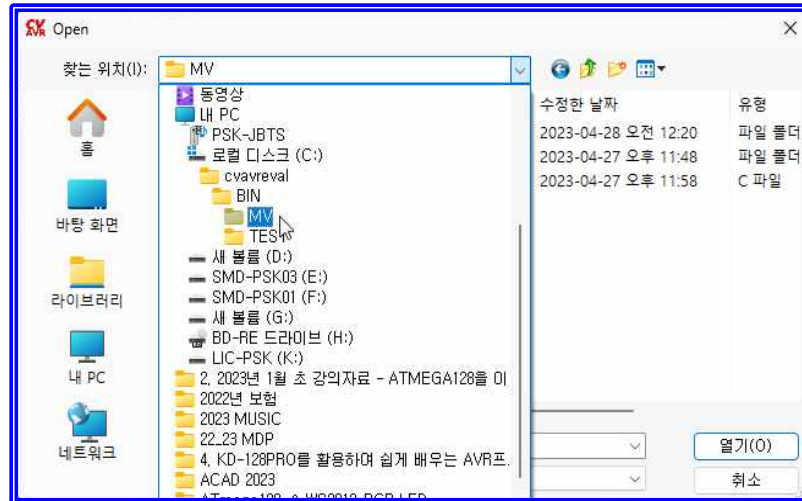 CV AVR Open
찾는 위치(I): MV
동영상
내 PC
PSK-JBTS
로컬 디스크 (C:)
cvavreval
BIN
MV
TEST
새 볼륨 (D:)
SMD-PSK03 (E:)
SMD-PSK01 (F:)
새 볼륨 (G:)
BD-RE 드라이브 (H:)
LIC-PSK (K:)
2, 2023년 1월 초 강의자료 - ATMEGA128을 이
2022년 보험
2023 MUSIC
22_23 MDP
4, KD-128PRO를 활용하며 쉽게 배우는 AVR프.
ACAD 2023
홈
바탕 화면
라이브러리
내 PC
네트워크
수정한 날짜 유형
2023-04-28 오전 12:20 파일 폴더
2023-04-27 오후 11:48 파일 폴더
2023-04-27 오후 11:58 C 파일
열기(O)
취소